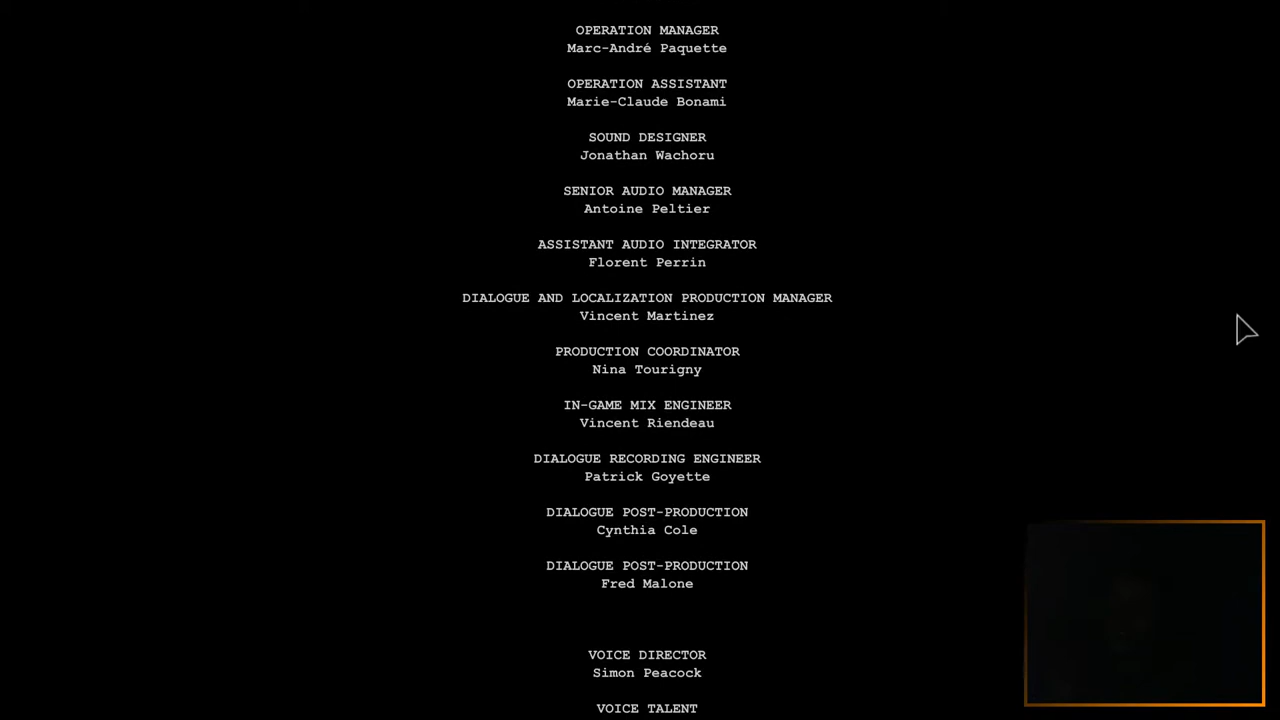 OPERATION MANAGER
Marc-André Paquette
OPERATION ASSISTANT
Marie-Claude Bonami
SOUND DESIGNER
Jonathan Wachoru
SENIOR AUDIO MANAGER
Antoine Peltier
ASSISTANT AUDIO INTEGRATOR
Florent Perrin
DIALOGUE AND LOCALIZATION PRODUCTION MANAGER
Vincent Martinez
PRODUCTION COORDINATOR
Nina Tourigny
IN-GAME MIX ENGINEER
Vincent Riendeau
DIALOGUE RECORDING ENGINEER
Patrick Goyette
DIALOGUE POST-PRODUCTION
Cynthia Cole
DIALOGUE POST-PRODUCTION
Fred Malone
VOICE DIRECTOR
Simon Peacock
VOICE TALENT